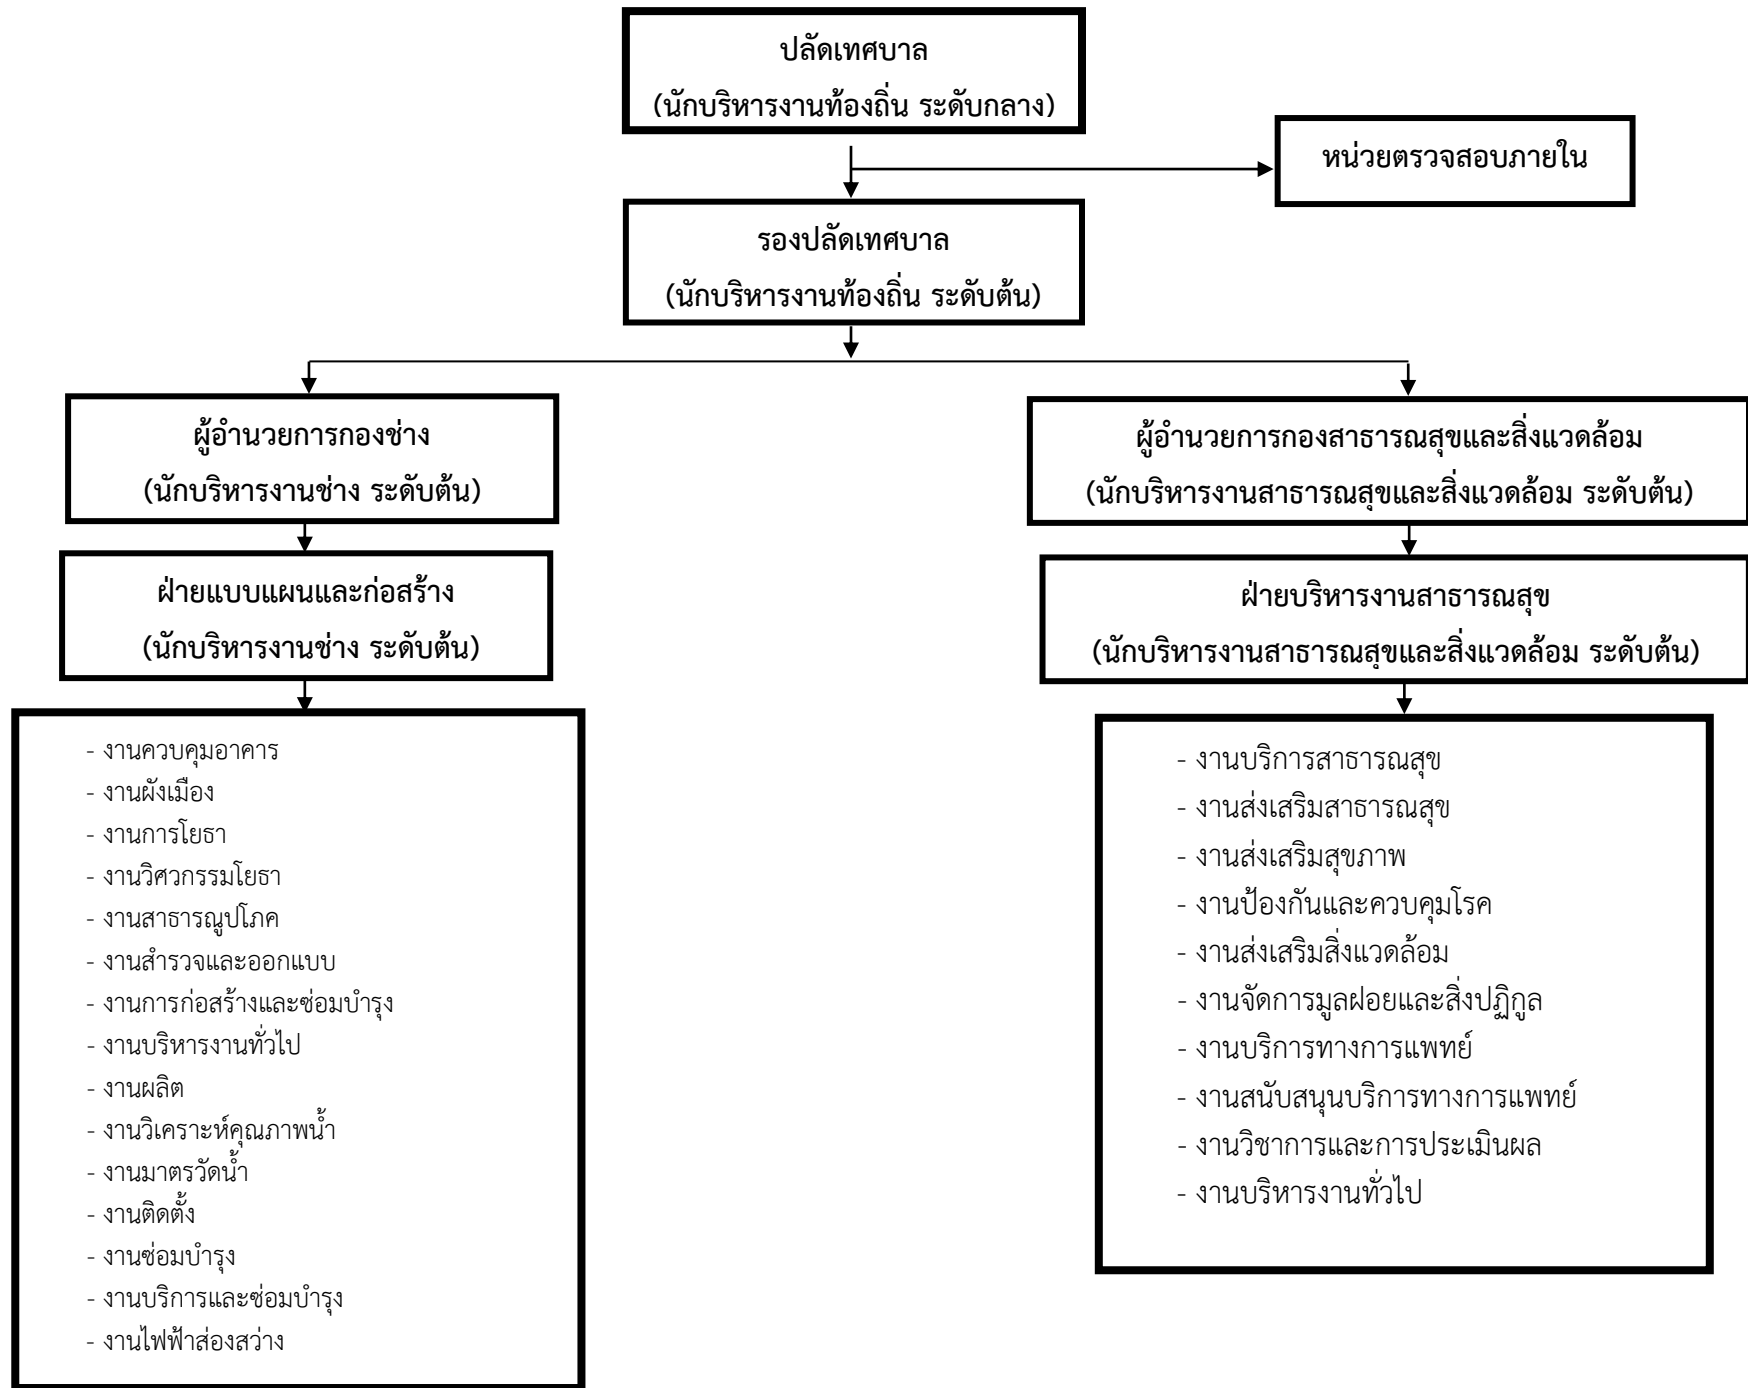 ปลัดเทศบาล
(นักบริหารงานท้องถิ่น ระดับกลาง)
หน่วยตรวจสอบภายใน
รองปลัดเทศบาล
(นักบริหารงานท้องถิ่น ระดับต้น)
ผู้อำนวยการกองช่าง
(นักบริหารงานช่าง ระดับต้น)
ฝ่ายแบบแผนและก่อสร้าง
(นักบริหารงานช่าง ระดับต้น)
- งานควบคุมอาคาร
- งานผังเมือง
- งานการโยธา
- งานวิศวกรรมโยธา
- งานสาธารณูปโภค
- งานสำรวจและออกแบบ
- งานการก่อสร้างและซ่อมบำรุง
- งานบริหารงานทั่วไป
- งานผลิต
- งานวิเคราะห์คุณภาพน้ำ
- งานมาตรวัดน้ำ
- งานติดตั้ง
- งานซ่อมบำรุง
- งานบริการและซ่อมบำรุง
- งานไฟฟ้าส่องสว่าง
ผู้อำนวยการกองสาธารณสุขและสิ่งแวดล้อม
(นักบริหารงานสาธารณสุขและสิ่งแวดล้อม ระดับต้น)
ฝ่ายบริหารงานสาธารณสุข
(นักบริหารงานสาธารณสุขและสิ่งแวดล้อม ระดับต้น)
- งานบริการสาธารณสุข
- งานส่งเสริมสาธารณสุข
- งานส่งเสริมสุขภาพ
- งานป้องกันและควบคุมโรค
- งานส่งเสริมสิ่งแวดล้อม
- งานจัดการมูลฝอยและสิ่งปฏิกูล
- งานบริการทางการแพทย์
- งานสนับสนุนบริการทางการแพทย์
- งานวิชาการและการประเมินผล
- งานบริหารงานทั่วไป